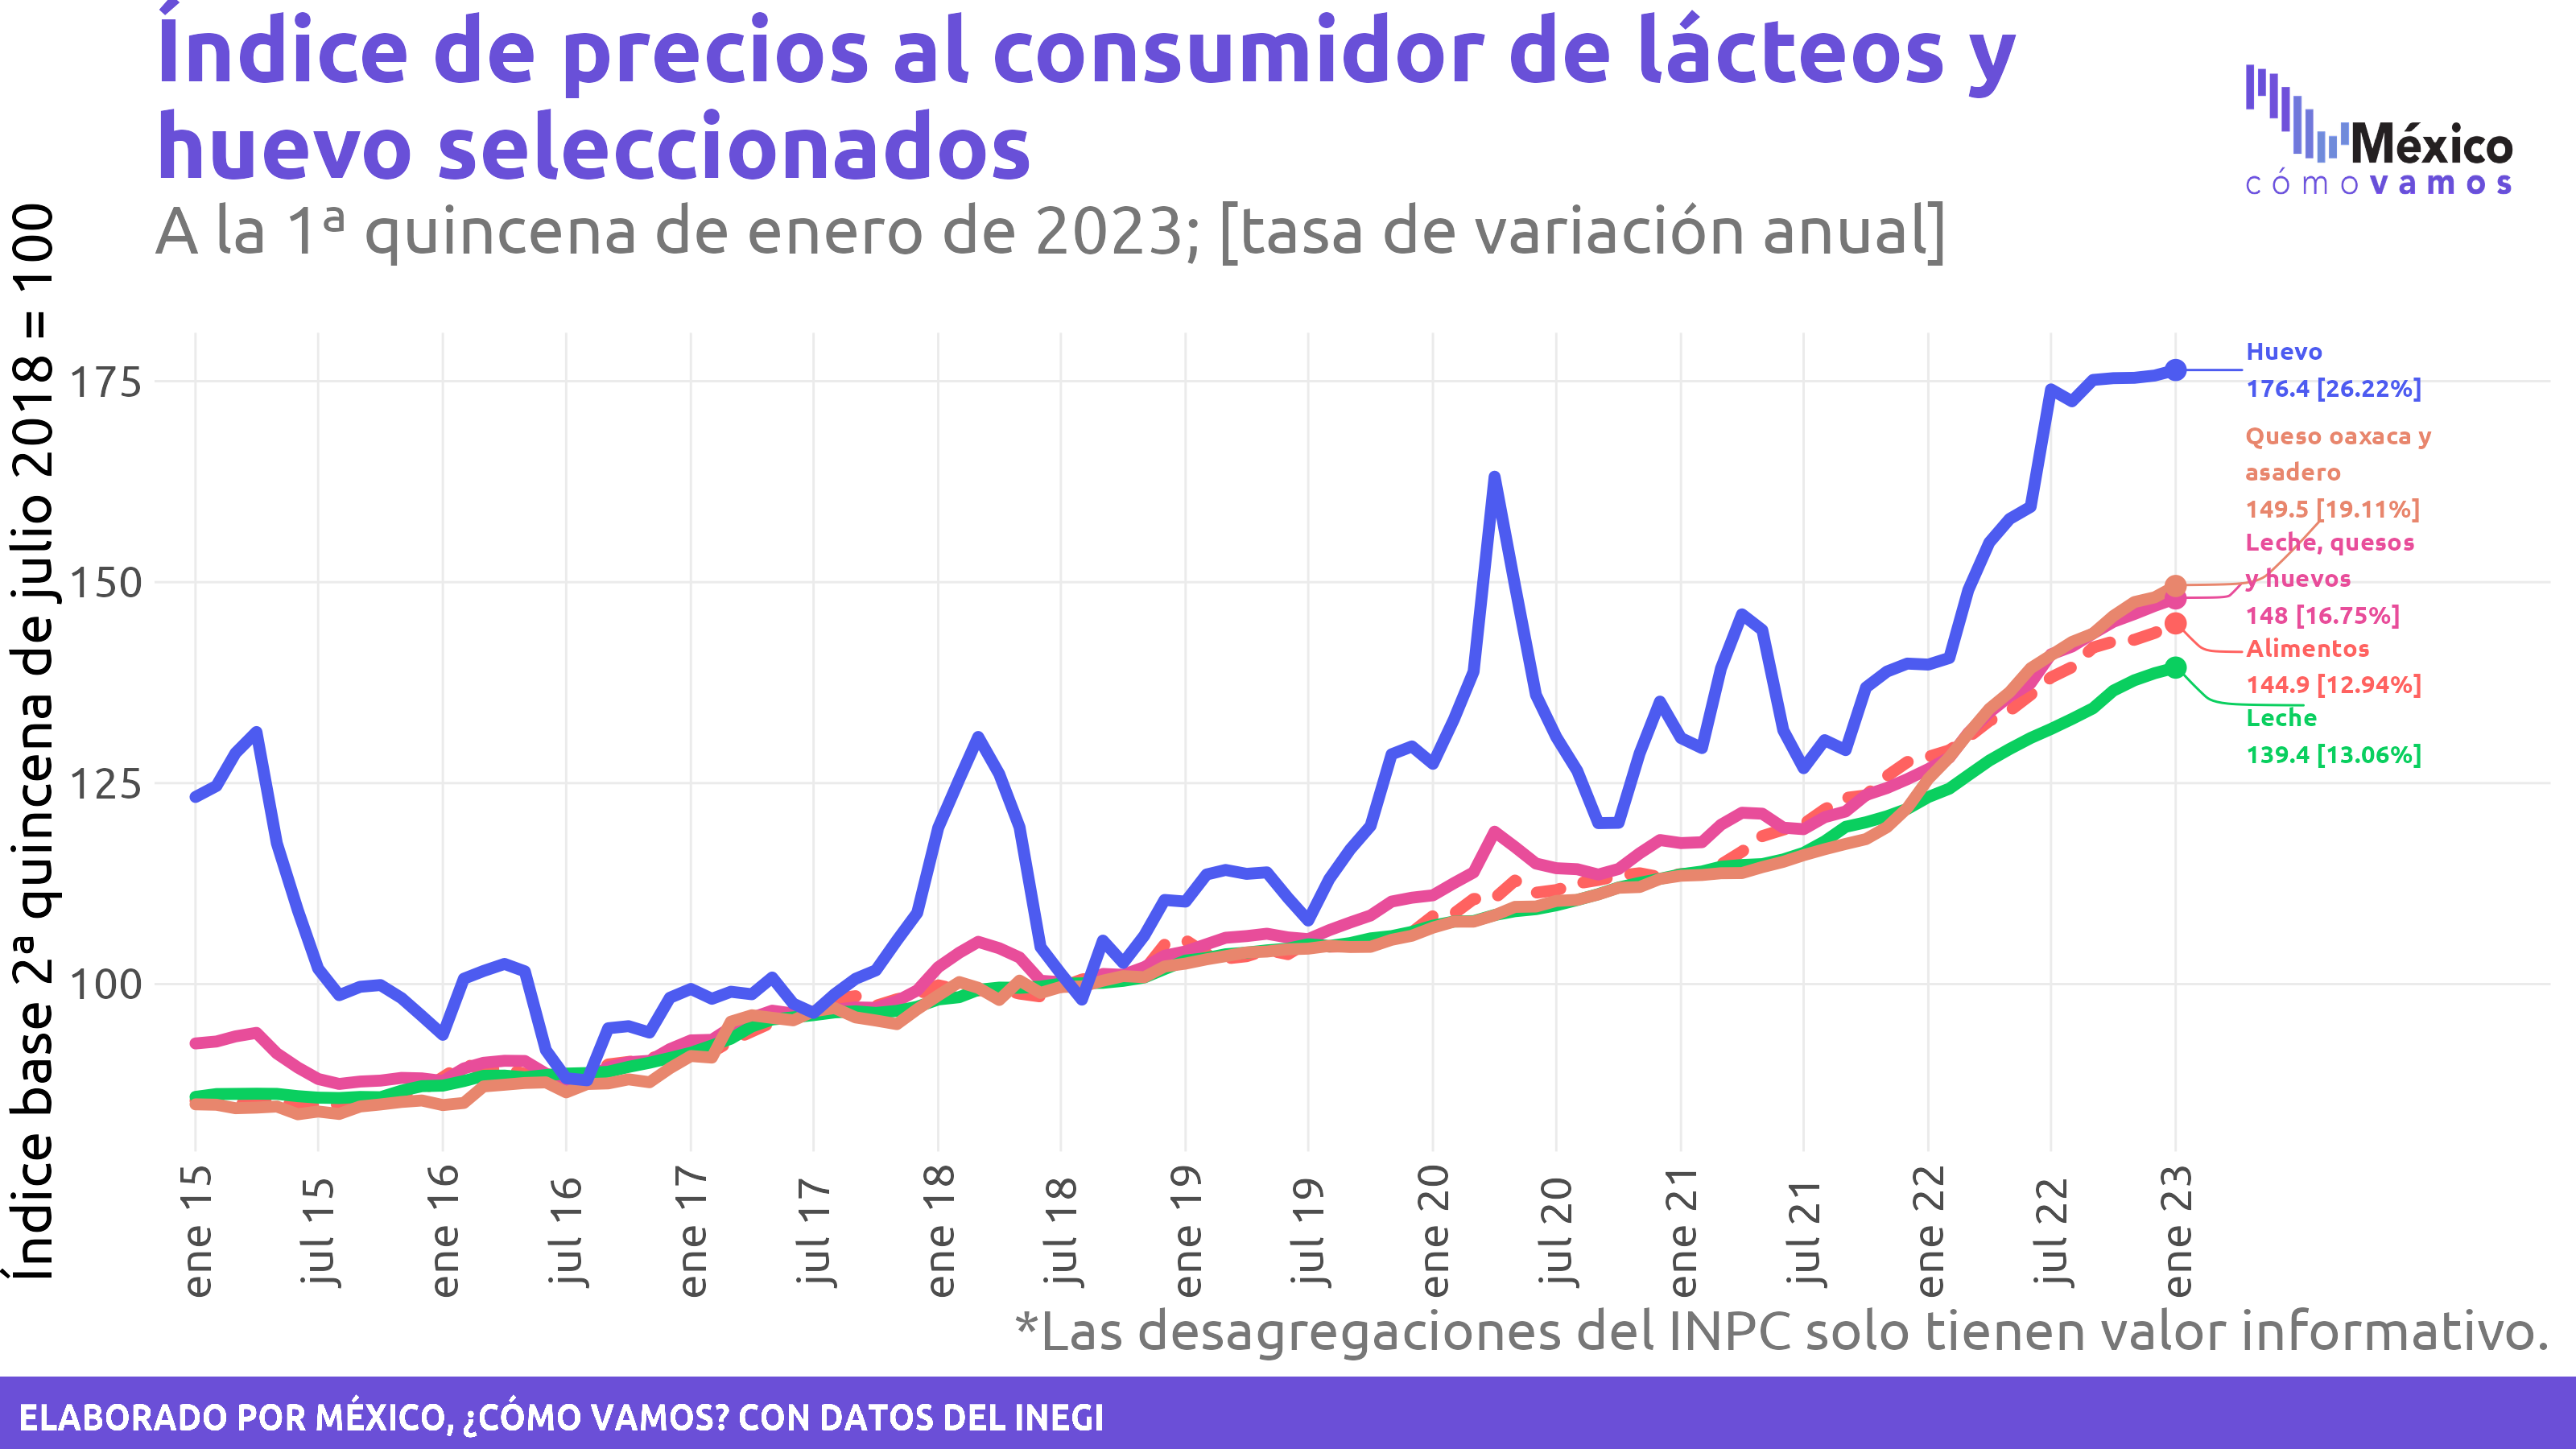 Índice de precios al consumidor de lácteos y
huevo seleccionados
A la 1ª quincena de enero de 2023; [tasa de variación anual]
México
cómo vamos
Índice base 2ª quincena de julio 2018 = 100
175
150
125
100
Huevo
176.4 [26.22%]
Queso oaxaca y
asadero
149.5 [19.11%]
Leche, quesos
y huevos
148 [16.75%]
Alimentos
144.9 [12.94%]
Leche
139.4 [13.06%]
ene 15
jul 15
ene 16
jul 16
ene 17
jul 17
ene 18
jul 18
ene 19
jul 19
ene 20
jul 20
ene 21
jul 21
ene 22
jul 22
ene 23
*Las desagregaciones del INPC solo tienen valor informativo.
ELABORADO POR MÉXICO, ¿CÓMO VAMOS? CON DATOS DEL INEGI